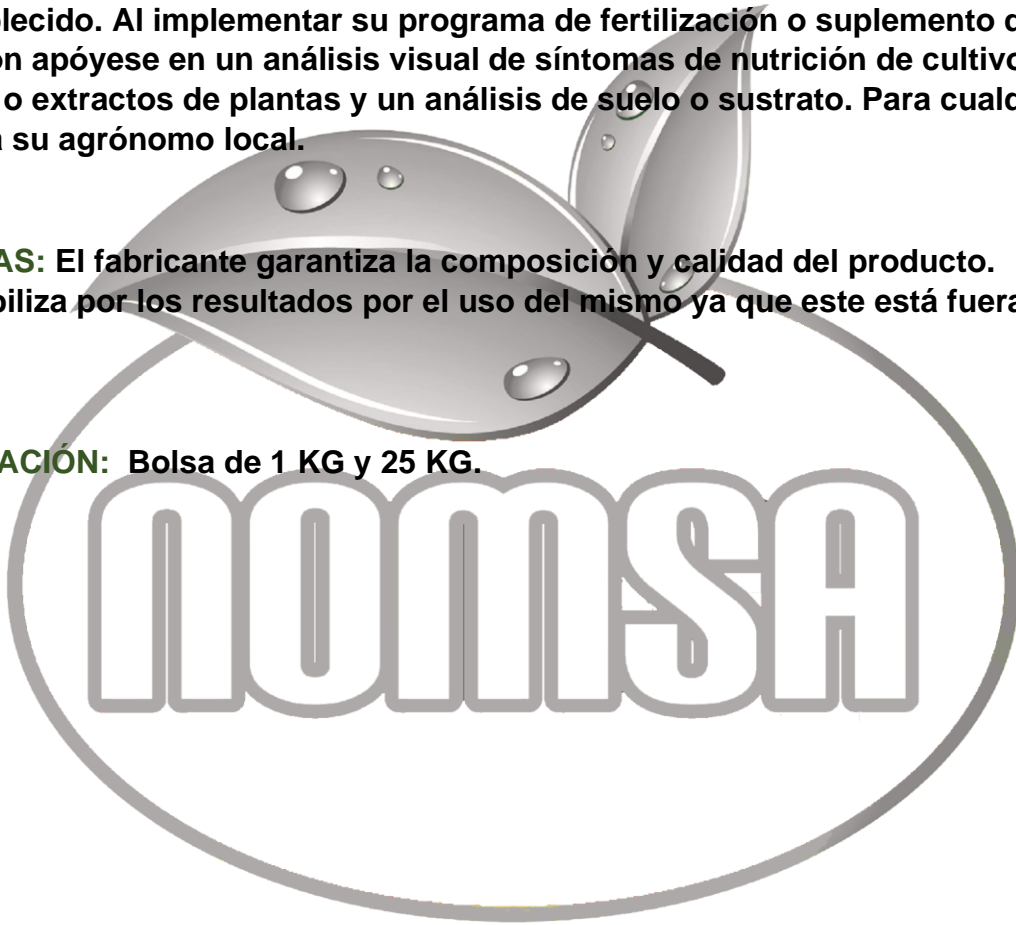 lecido. Al implementar su programa de fertilización o suplemento
ón apóyese en un análisis visual de síntomas de nutrición de cultivo
o extractos de plantas y un análisis de suelo o sustrato. Para
a su agrónomo local.
AS: El fabricante garantiza la composición y calidad del producto.
biliza por los resultados por el uso del mismo ya que este está fuera
ACIÓN: Bolsa de 1 KG y 25 KG.
NOMSA